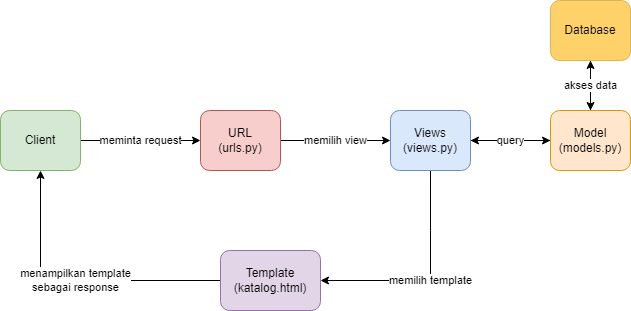 Database
akses data
Client
meminta request
URL
(urls.py)
memilih view
Views
(views.py)
query
Model
(models.py)
menampilkan template
sebagai response
Template
(katalog.html)
memilih template